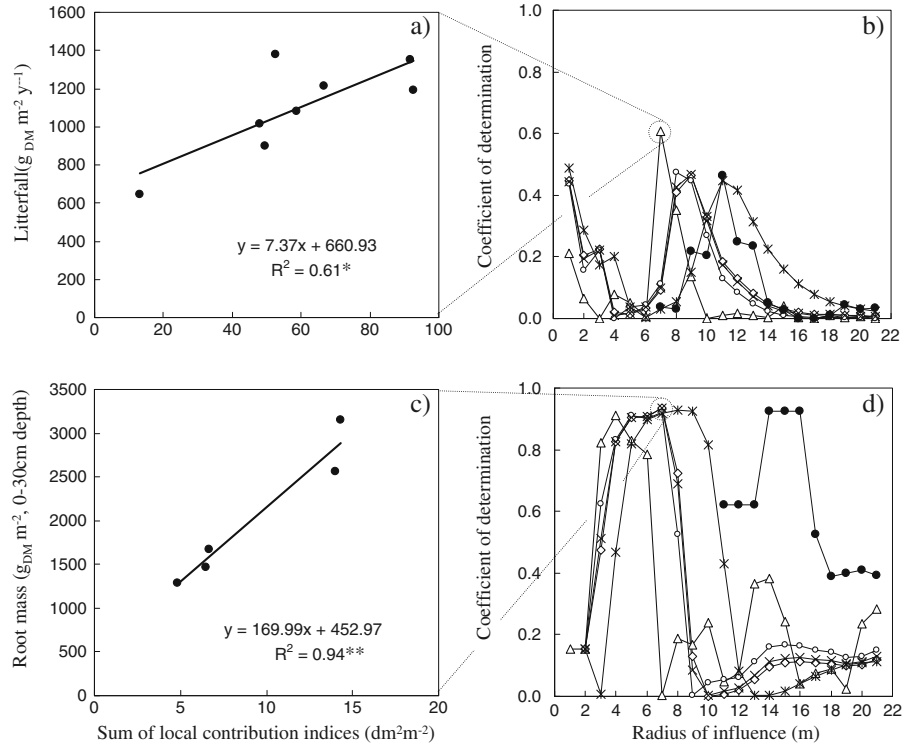 a)
Litterfall(g DM m-2 y--1)
1600
1400
1200
1000
800
600
400
200
0
y = 7.37x + 660.93
R2 = 0.61*
0 20 40 60 80 100
b)
Coefficient of determination
1.0
0.8
0.6
0.4
0.2
0.0
0 2 4 6 8 10 12 14 16 18 20 22
c)
Root mass (gDM m-2, 0-30cm depth)
3500
3000
2500
2000
1500
1000
500
0
y = 169.99x + 452.97
R2 = 0.94**
0 5 10 15 20
Sum of local contribution indices (dm2m-2)
d)
Coefficient of determination
1.0
0.8
0.6
0.4
0.2
0.0
0 2 4 6 8 10 12 14 16 18 20 22
Radius of influence (m)